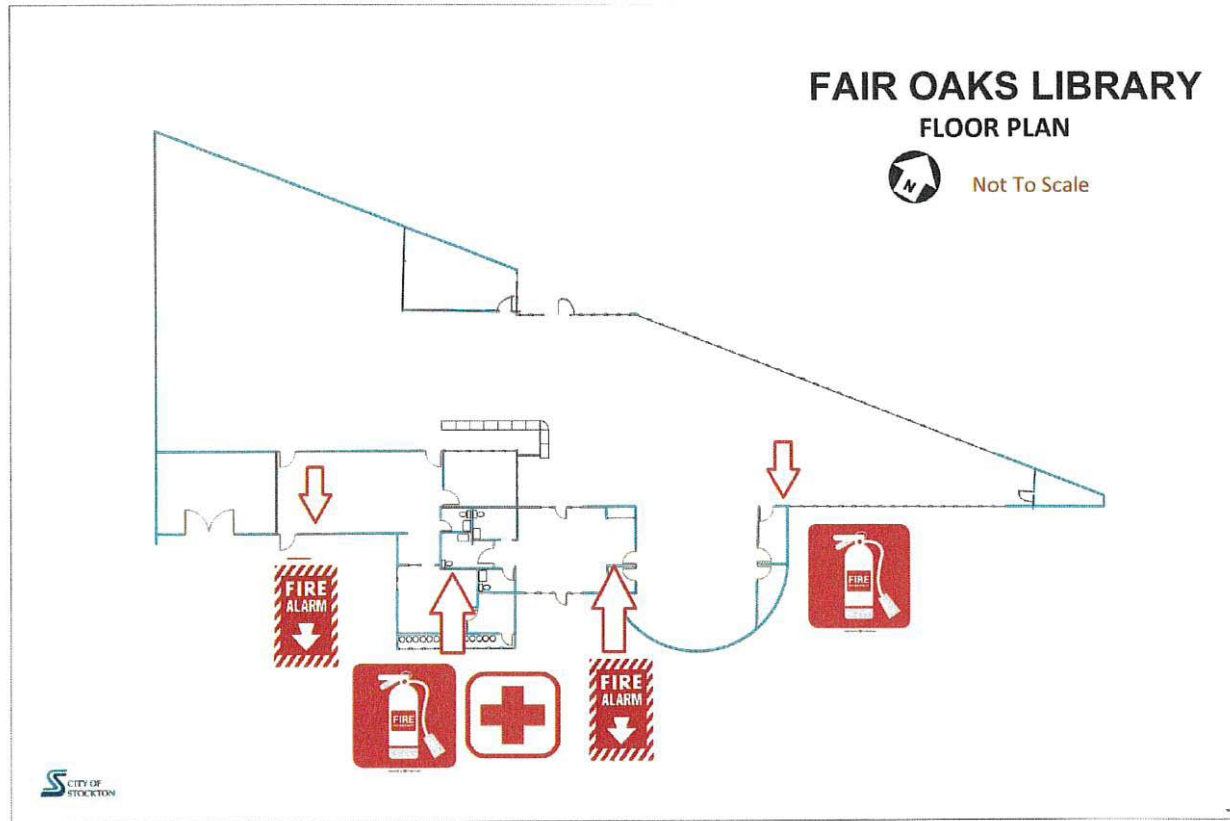 FAIR OAKS LIBRARY
FLOOR PLAN
N
Not To Scale
FIRE
ALARM
FIRE
FIRE
FIRE
ALARM
CITY OF
STOCKTON